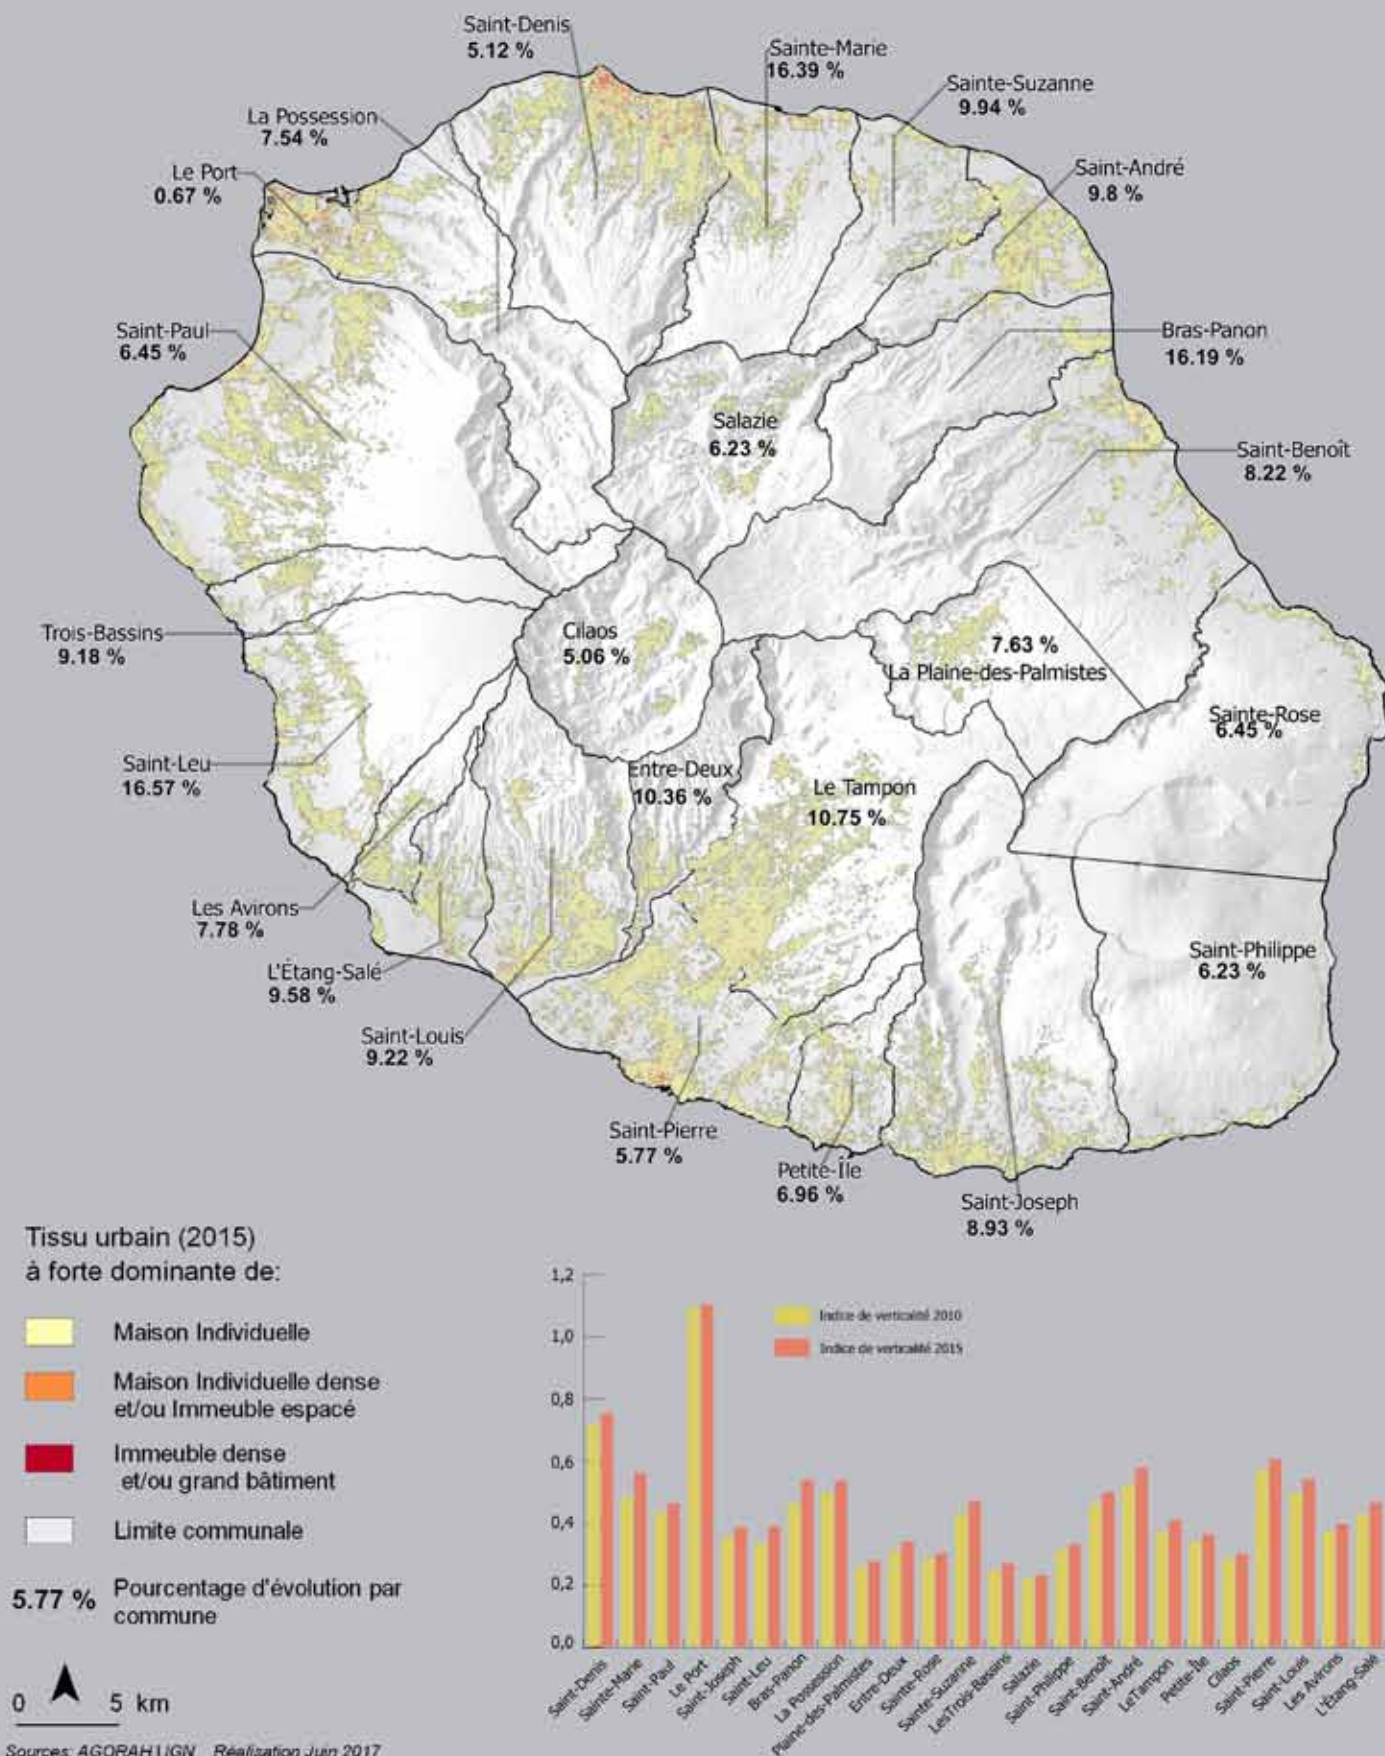 Saint-Denis
5.12 %
Sainte-Marie
16.39 %
Sainte-Suzanne
9.94 %
La Possession
7.54 %
Le Port
0.67 %
Saint-André
9.8 %
Saint-Paul
6.45 %
Bras-Panon
16.19 %
Salazie
6.23 %
Saint-Benoît
8.22 %
Trois-Bassins
9.18 %
Cilaos
5.06 %
7.63 %
La Plaine-des-Palmistes
Sainte-Rose
6.45 %
Saint-Leu
16.57 %
Entre-Deux
10.36 %
Le Tampon
10.75 %
Les Avirons
7.78 %
L'Étang-Salé
9.58 %
Saint-Louis
9.22 %
Saint-Philippe
6.23 %
Saint-Pierre
5.77 %
Petite-Île
6.96 %
Saint-Joseph
8.93 %
Tissu urbain (2015)
à forte dominante de:
Maison Individuelle
Maison Individuelle dense
et/ou Immeuble espacé
Immeuble dense
et/ou grand bâtiment
Limite communale
5.77 % Pourcentage d'évolution par
commune
0 5 km
Sources: AGORAH IGN Réalisation Juin 2017
1,2
1,0
0,8
0,6
0,4
0,2
0,0
Indice de verticalité 2010
Indice de verticalité 2015
Saint-Denis
Sainte-Marie
Saint-Paul
Le Port
Saint-Joseph
Saint-Leu
Bras-Panon
La Possession
Plaine-des-Palmistes
Entre-Deux
Sainte-Rose
Sainte-Suzanne
LesTrois-Bassins
Salazie
Saint-Philippe
Saint-Benoît
Saint-André
LeTampon
Petite-Île
Cilaos
Saint-Pierre
Saint-Louis
Les Avirons
L'Étang-Salé